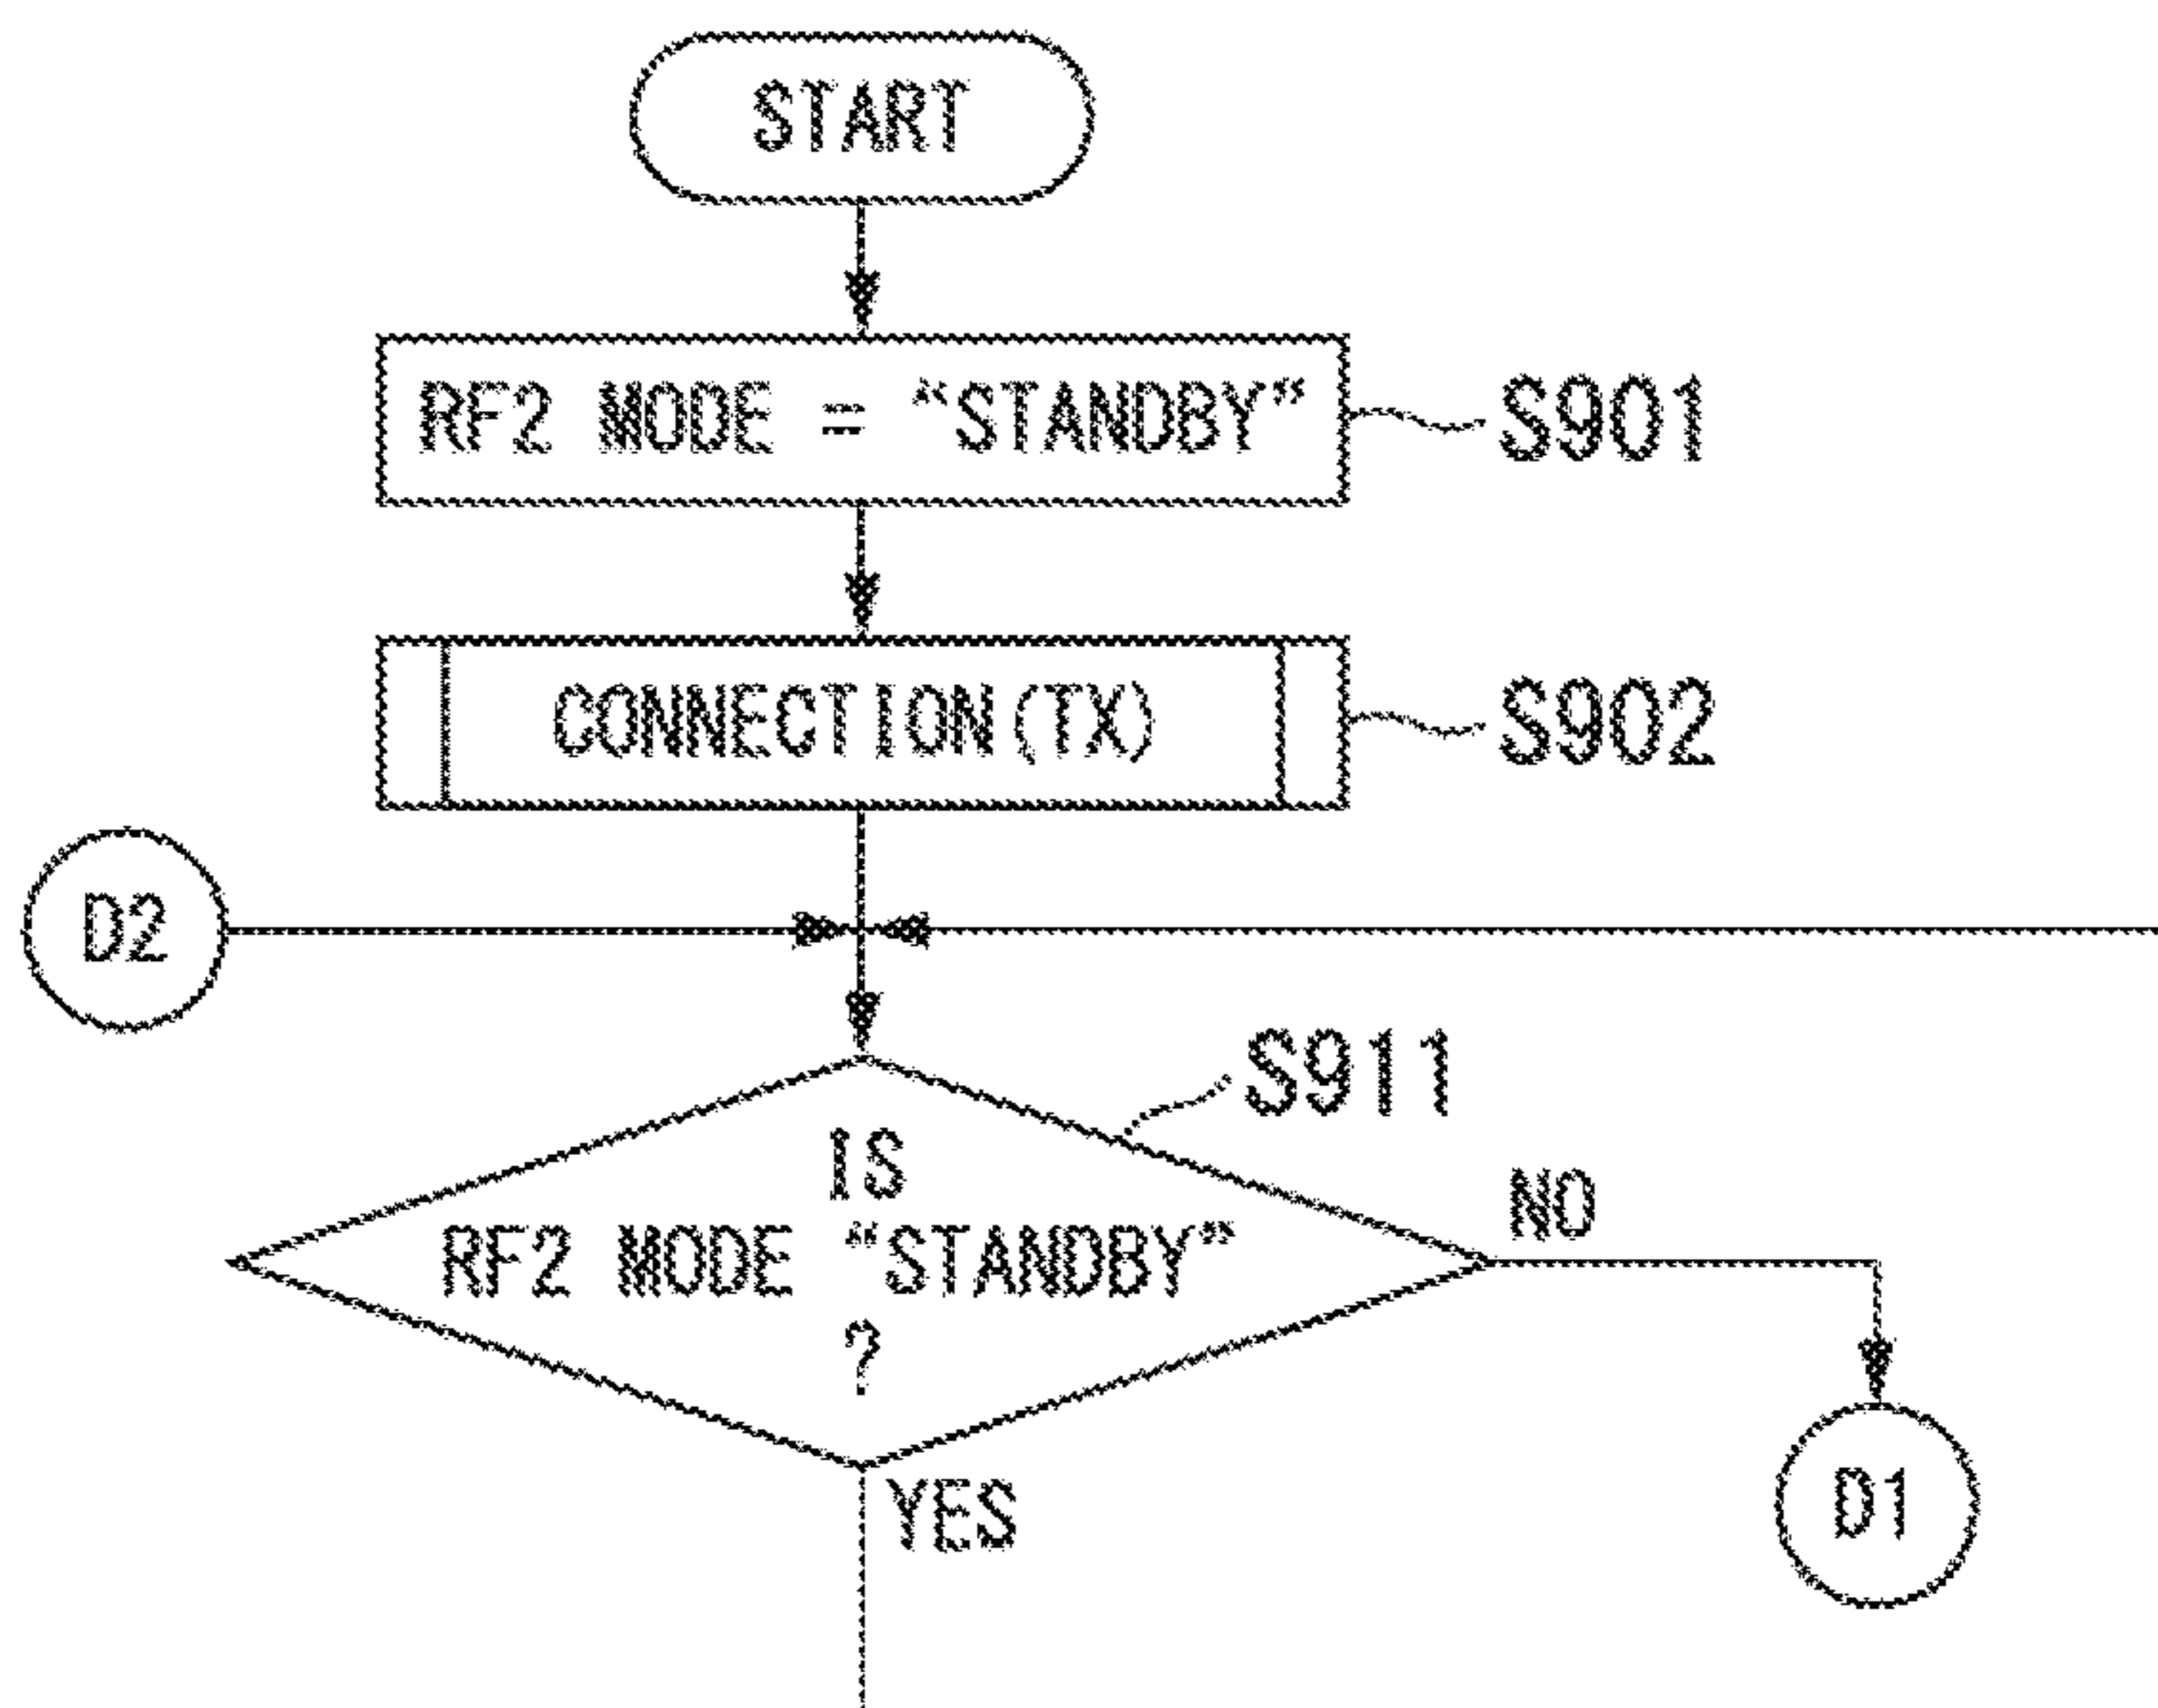 START
RF2 MODE = “STANDBY”
S901
CONNECTION(TX)
S902
D2
S911
IS
RF2 MODE “STANDBY”
?
NO
YES
D1